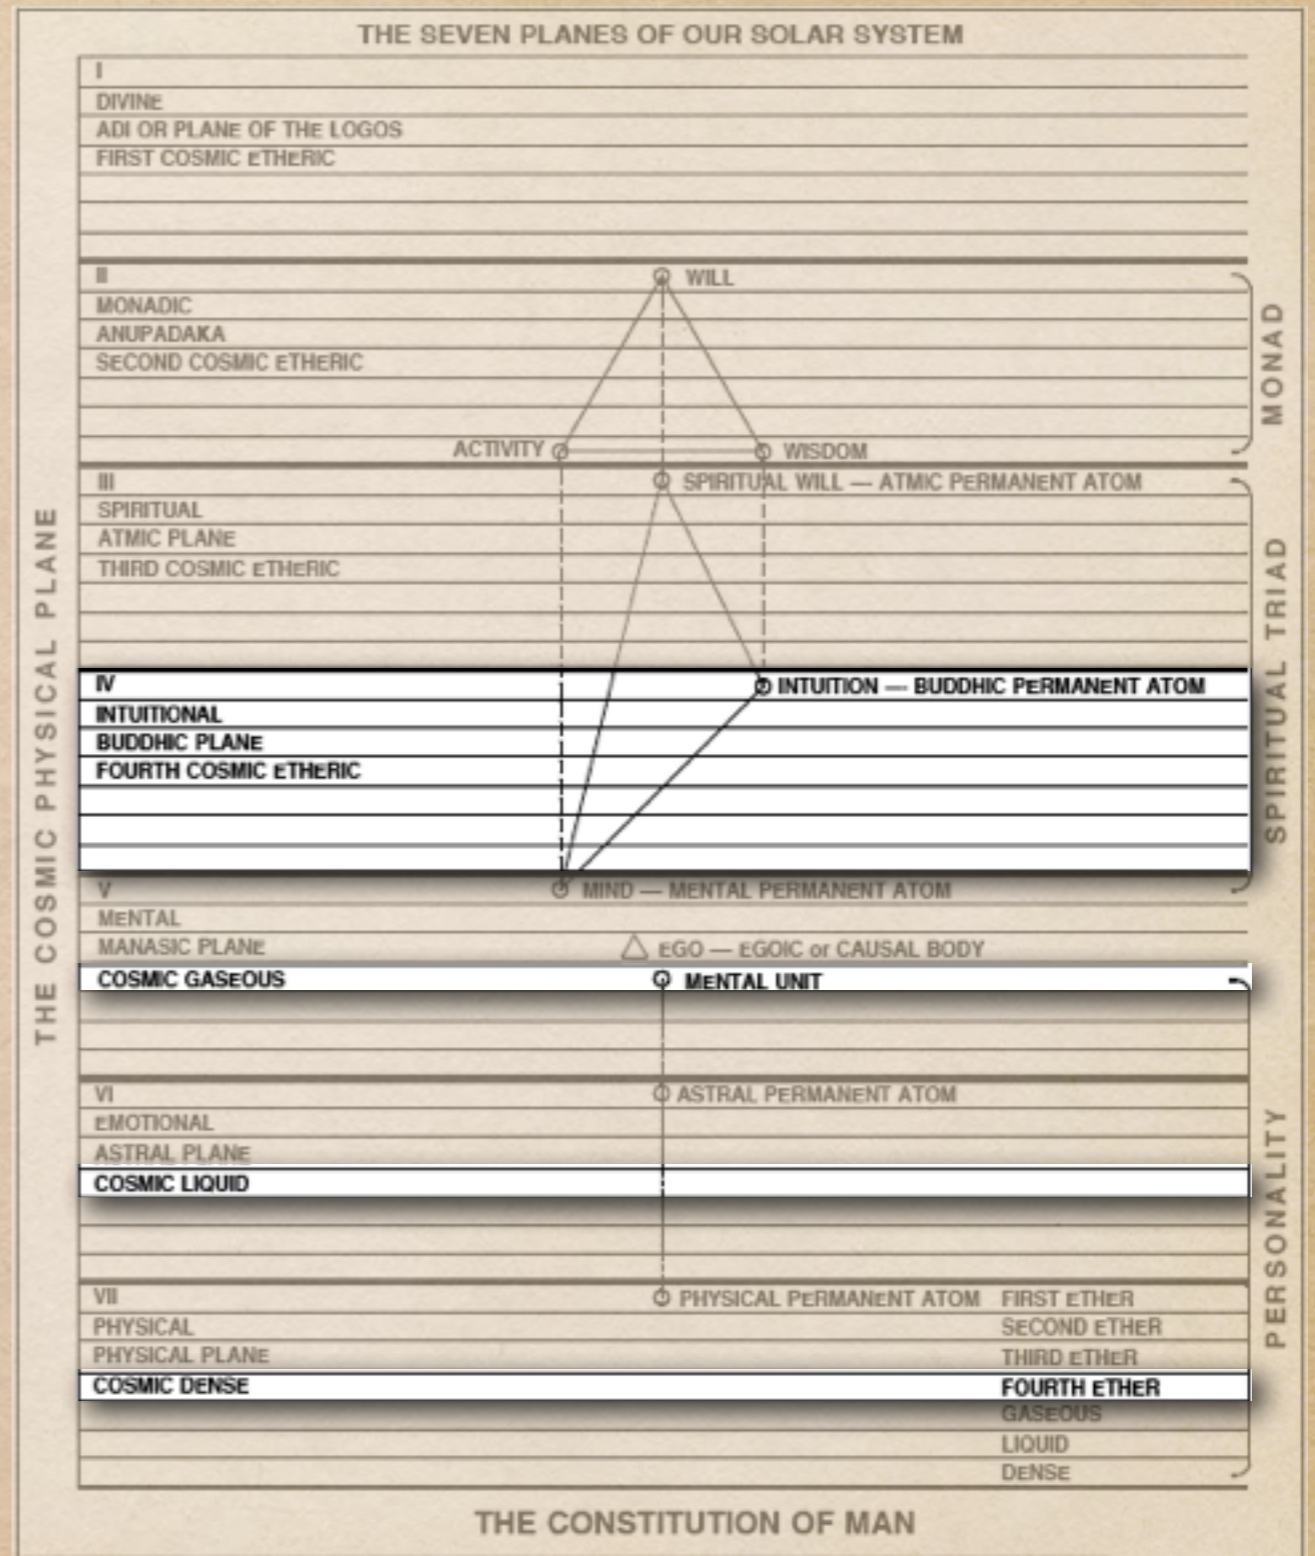 THE SEVEN PLANES OF OUR SOLAR SYSTEM
I
DIVINE
ADI OR PLANE OF THE LOGOS
FIRST COSMIC ETHERIC
II
WILL
MONADIC
ANUPADAKA
SECOND COSMIC ETHERIC
ACTIVITY
WISDOM
MONAD
III
SPIRITUAL WILL — ATMIC PERMANENT ATOM
SPIRITUAL
ATMIC PLANE
THIRD COSMIC ETHERIC
IV
INTUITION — BUDDHIC PERMANENT ATOM
INTUITIONAL
BUDDHIC PLANE
FOURTH COSMIC ETHERIC
SPIRITUAL TRIAD
THE COSMIC PHYSICAL PLANE
V
MIND — MENTAL PERMANENT ATOM
MENTAL
MANASIC PLANE
EGO — EGOIC or CAUSAL BODY
COSMIC GASEOUS
MENTAL UNIT
VI
ASTRAL PERMANENT ATOM
EMOTIONAL
ASTRAL PLANE
COSMIC LIQUID
PERSONALITY
VII
PHYSICAL PERMANENT ATOM
FIRST ETHER
PHYSICAL
SECOND ETHER
PHYSICAL PLANE
THIRD ETHER
COSMIC DENSE
FOURTH ETHER
GASEOUS
LIQUID
DENSE
THE CONSTITUTION OF MAN